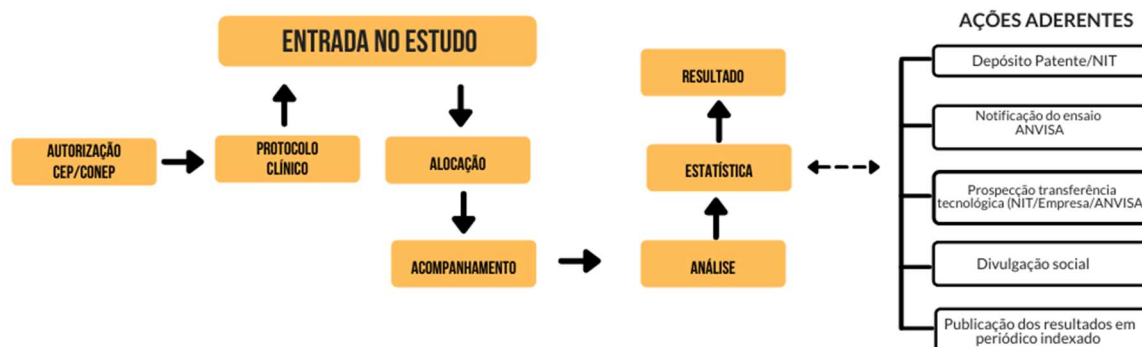 AUTORIZAÇÃO
CEP/CONEP
PROTOCOLO
CLÍNICO
ENTRADA NO ESTUDO
ALOCAÇÃO
ACOMPANHAMENTO
ANÁLISE
ESTATÍSTICA
RESULTADO
AÇÕES ADERENTES
Depósito Patente/NIT
Notificação do ensaio
ANVISA
Prospecção transferência
tecnológica (NIT/Empresa/ANVISA
Divulgação social
Publicação dos resultados em
periódico indexado